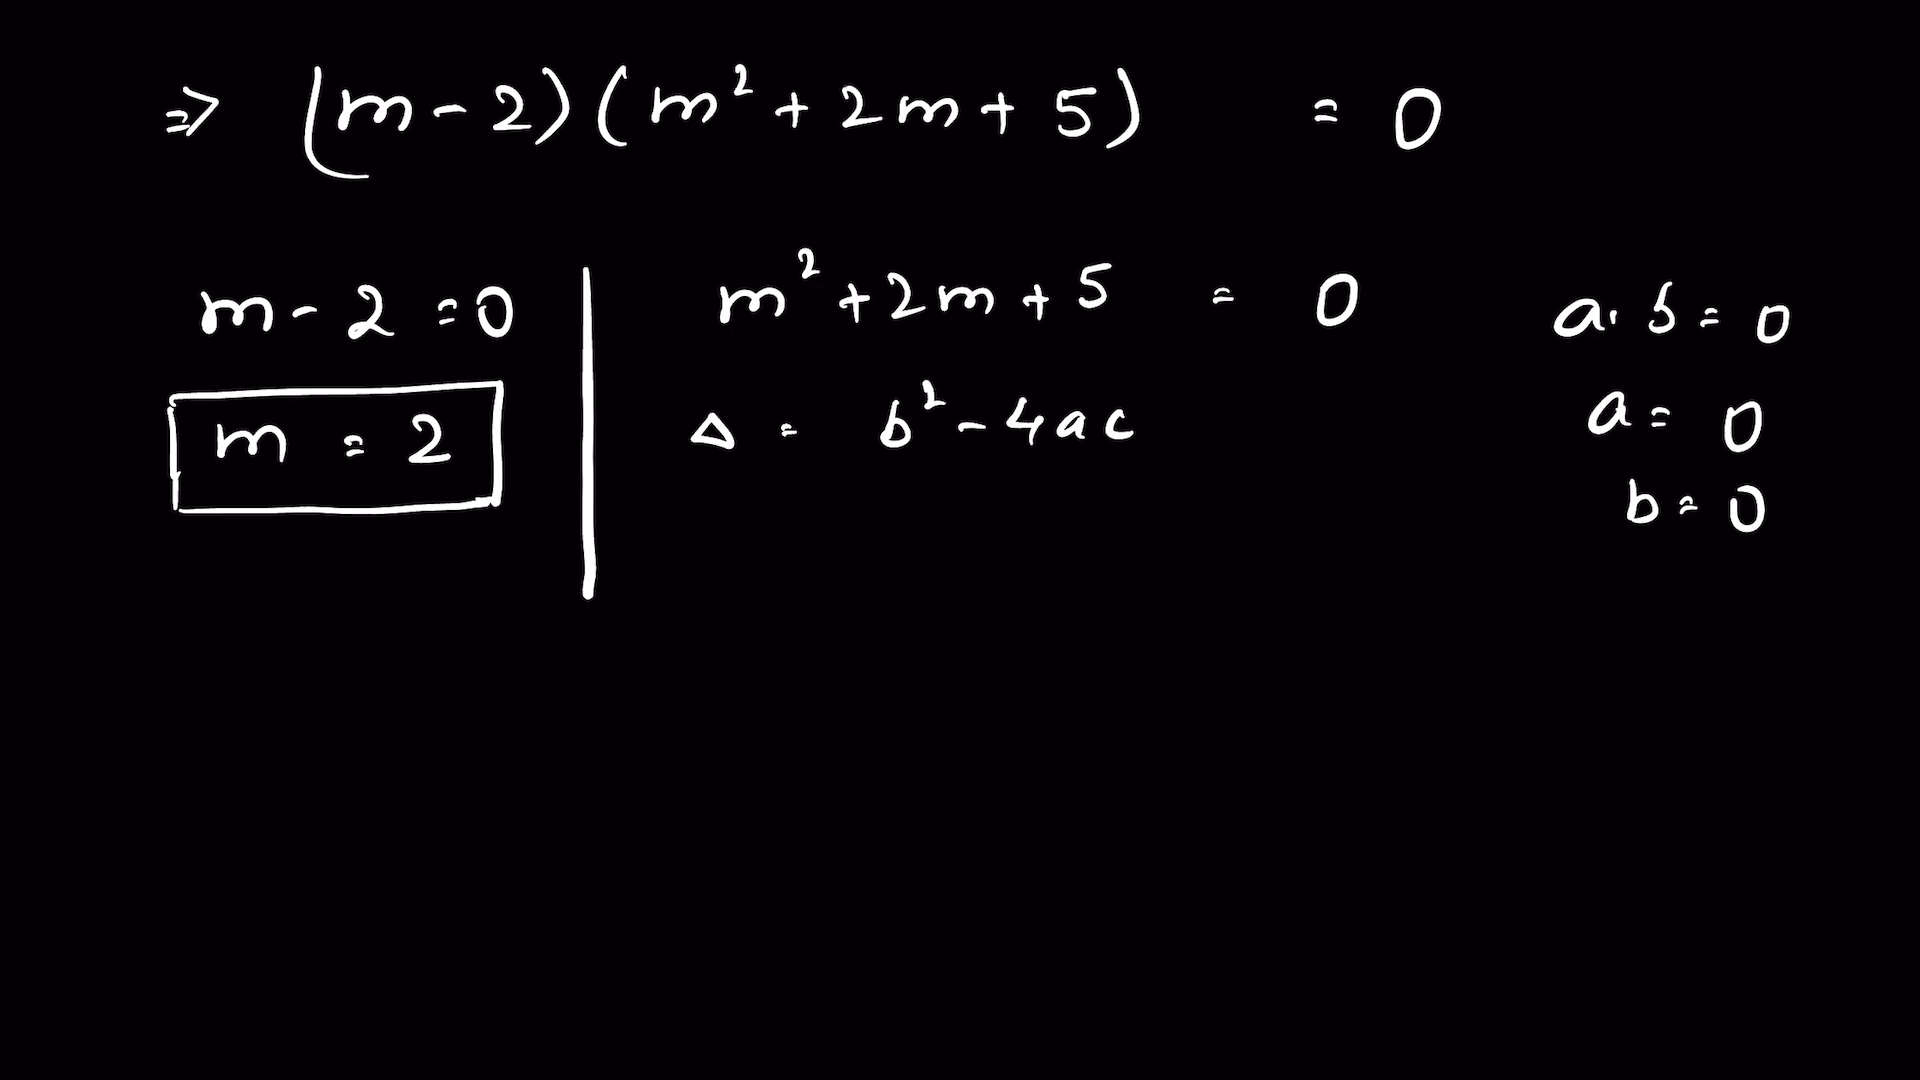 ⇒ (m - 2)(m² + 2m + 5) = 0
m - 2 = 0
m = 2
m² + 2m + 5 = 0
Δ = b² - 4ac
a. b = 0
a = 0
b = 0